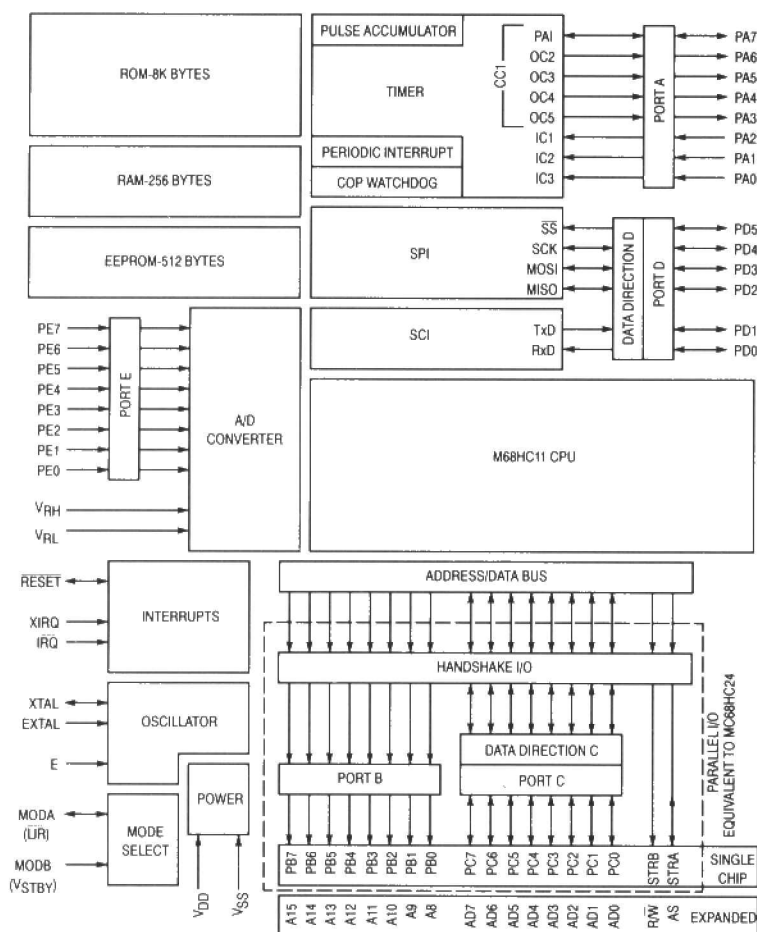 ROM-8K BYTES
RAM-256 BYTES
EEPROM-512 BYTES
PULSE ACCUMULATOR
TIMER
PERIODIC INTERRUPT
COP WATCHDOG
CC1
PAI
OC2
OC3
OC4
OC5
IC1
IC2
IC3
PORT A
PA7
PA6
PA5
PA4
PA3
PA2
PA1
PA0
SPI
SS
SCK
MOSI
MISO
SCI
TxD
RxD
DATA DIRECTION D
PORT D
PD5
PD4
PD3
PD2
PD1
PD0
PE7
PE6
PE5
PE4
PE3
PE2
PE1
PE0
PORT E
VRH
VRL
A/D
CONVERTER
M68HC11 CPU
RESET
XIRQ
IRQ
INTERRUPTS
XTAL
EXTAL
E
OSCILLATOR
MODA
(LIR)
MODB
(VSTBY)
MODE
SELECT
POWER
VDD
VSS
ADDRESS/DATA BUS
HANDSHAKE I/O
PORT B
DATA DIRECTION C
PORT C
PARALLEL I/O
EQUIVALENT TO MC68HC24
PB7
PB6
PB5
PB4
PB3
PB2
PB1
PB0
PC7
PC6
PC5
PC4
PC3
PC2
PC1
PC0
STRB
STRA
SINGLE
CHIP
A15
A14
A13
A12
A11
A10
A9
A8
AD7
AD6
AD5
AD4
AD3
AD2
AD1
AD0
R/W
AS
EXPANDED